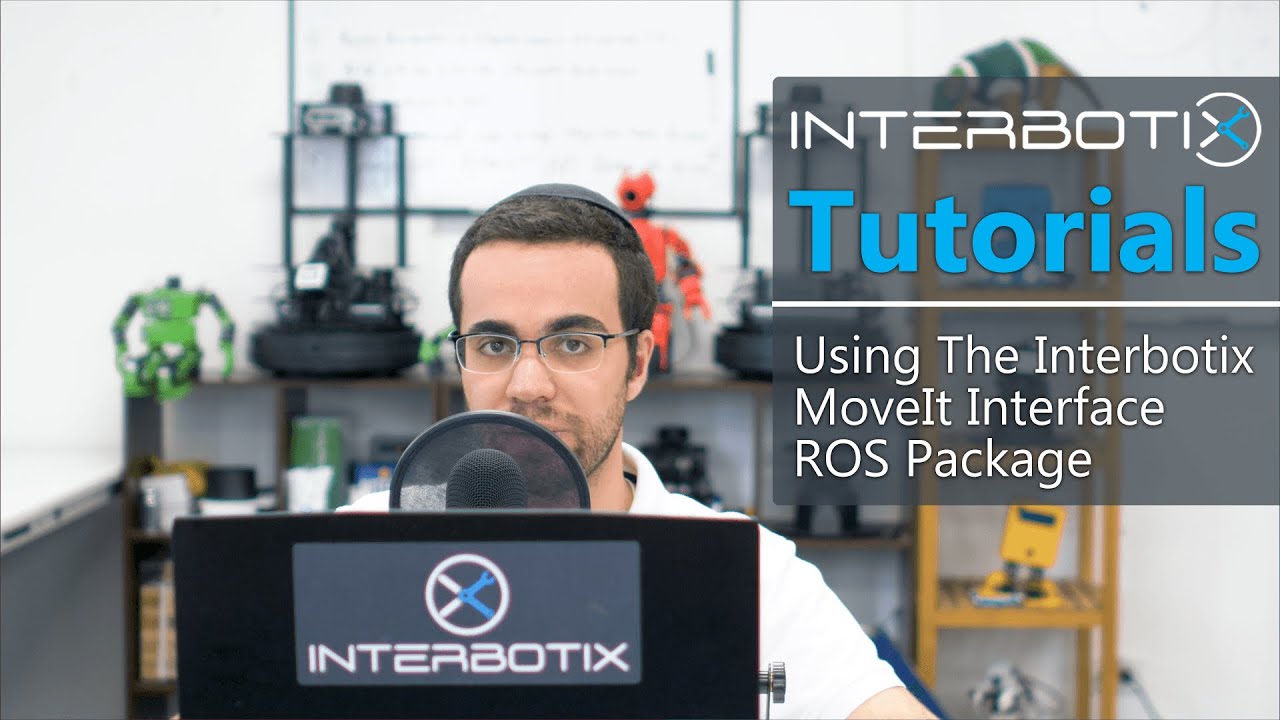 INTERBOTIX
Tutorials
Using The Interbotix
MoveIt Interface
ROS Package
INTERBOTIX